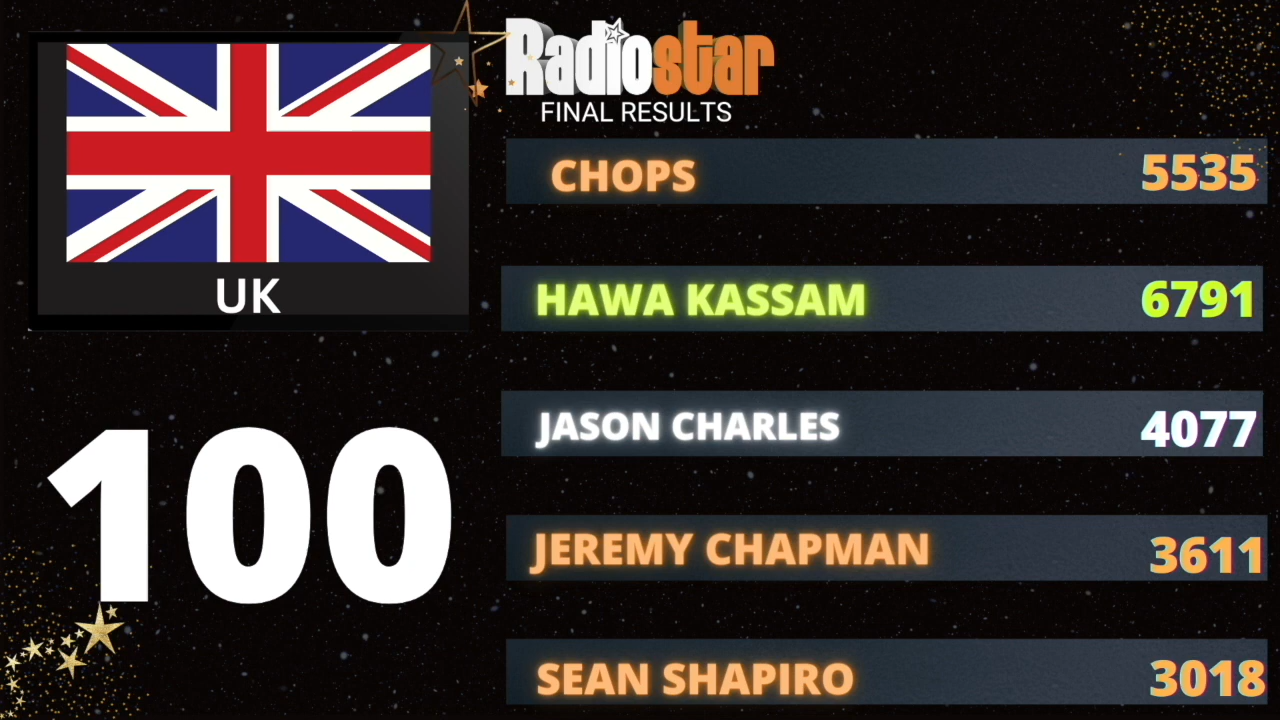 Radiostar
FINAL RESULTS
UK
100
CHOPS 5535
HAWA KASSAM 6791
JASON CHARLES 4077
JEREMY CHAPMAN 3611
SEAN SHAPIRO 3018